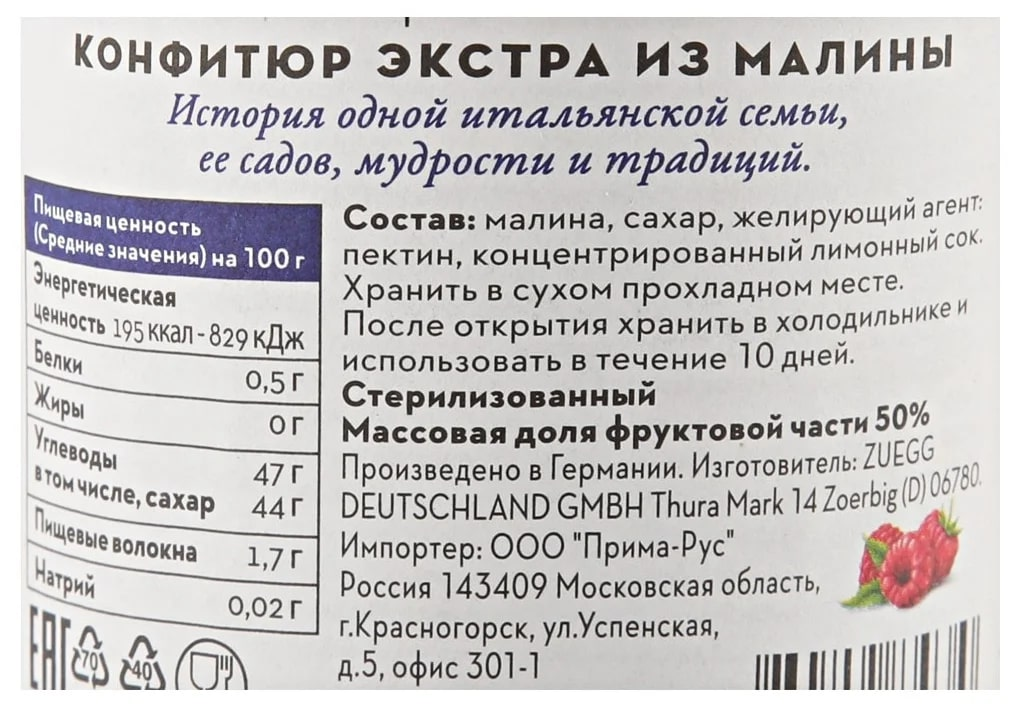 КОНФИТЮР ЭКСТРА ИЗ МАЛИНЫ
История одной итальянской семьи,
ее садов, мудрости и традиций.
Пищевая ценность
(Средние значения) на 100 г
Энергетическая
ценность 195 ккал - 829 кДж
Белки
0,5 г
Жиры
0 г
Углеводы
47 г
в том числе, сахар 44 г
Пищевые волокна
1,7 г
Натрий
0,02 г
EAC
70
40
Состав: малина, сахар, желирующий агент:
пектин, концентрированный лимонный сок.
Хранить в сухом прохладном месте.
После открытия хранить в холодильнике и
использовать в течение 10 дней.
Стерилизованный
Массовая доля фруктовой части 50%
Произведено в Германии. Изготовитель: ZUEGG
DEUTSCHLAND GMBH Thura Mark 14 Zoerbig (D) 06780.
Импортер: ООО "Прима-Рус"
Россия 143409 Московская область,
г.Красногорск, ул.Успенская,
д.5, офис 301-1